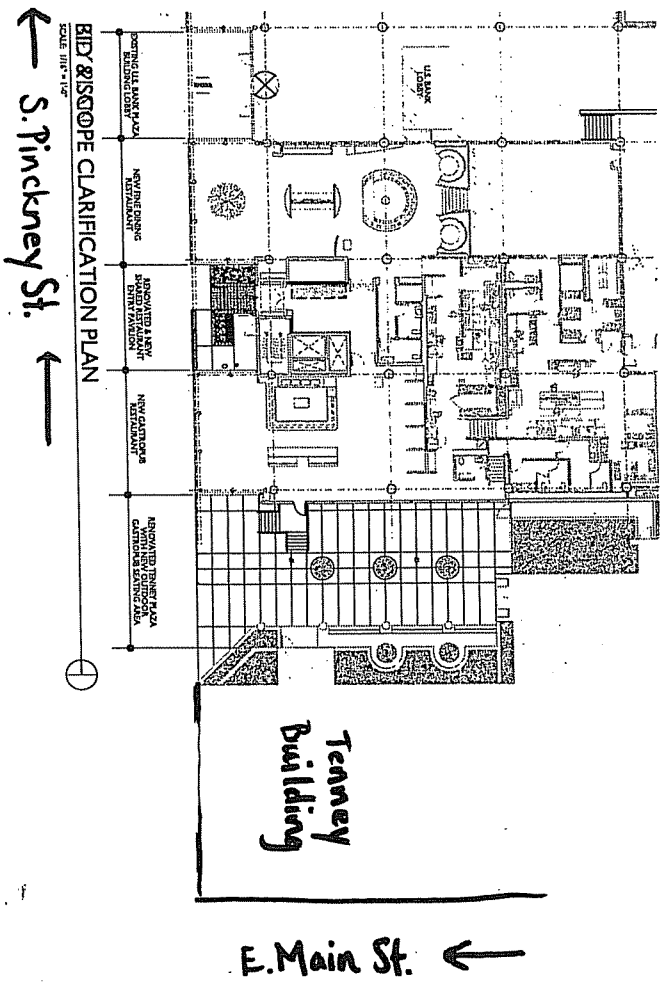 ← S. Pinckney St. ←
BID Y & SCOPE CLARIFICATION PLAN
SCALE: 1/16" = 1'-0"
EXISTING U.S. BANK PLAZA
BUILDING LOBBY
NEW FINE DINING
RESTAURANT
RENOVATED & NEW
SHARED RESTAURANT
ENTRY PAVILION
NEW GASTROPUB
RESTAURANT
RENOVATED TENNEY PLAZA
WITH NEW OUTDOOR
GASTROPUB SEATING AREA
U.S. BANK
LOBBY
Tenney
Building
E. Main St. ←